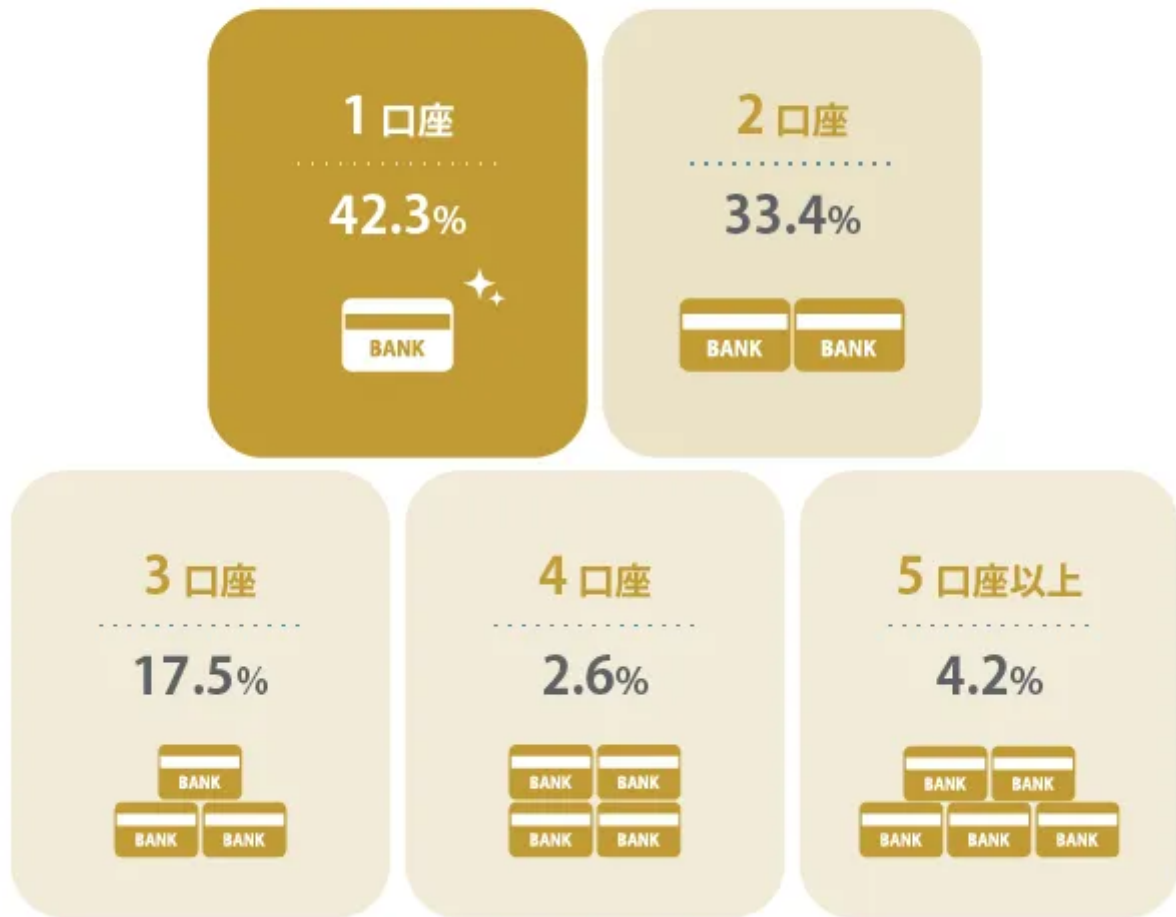 1 口座
42.3%
BANK
2 口座
33.4%
BANK BANK
3 口座
17.5%
BANK
BANK BANK
4 口座
2.6%
BANK BANK
BANK BANK
5 口座以上
4.2%
BANK BANK
BANK BANK BANK